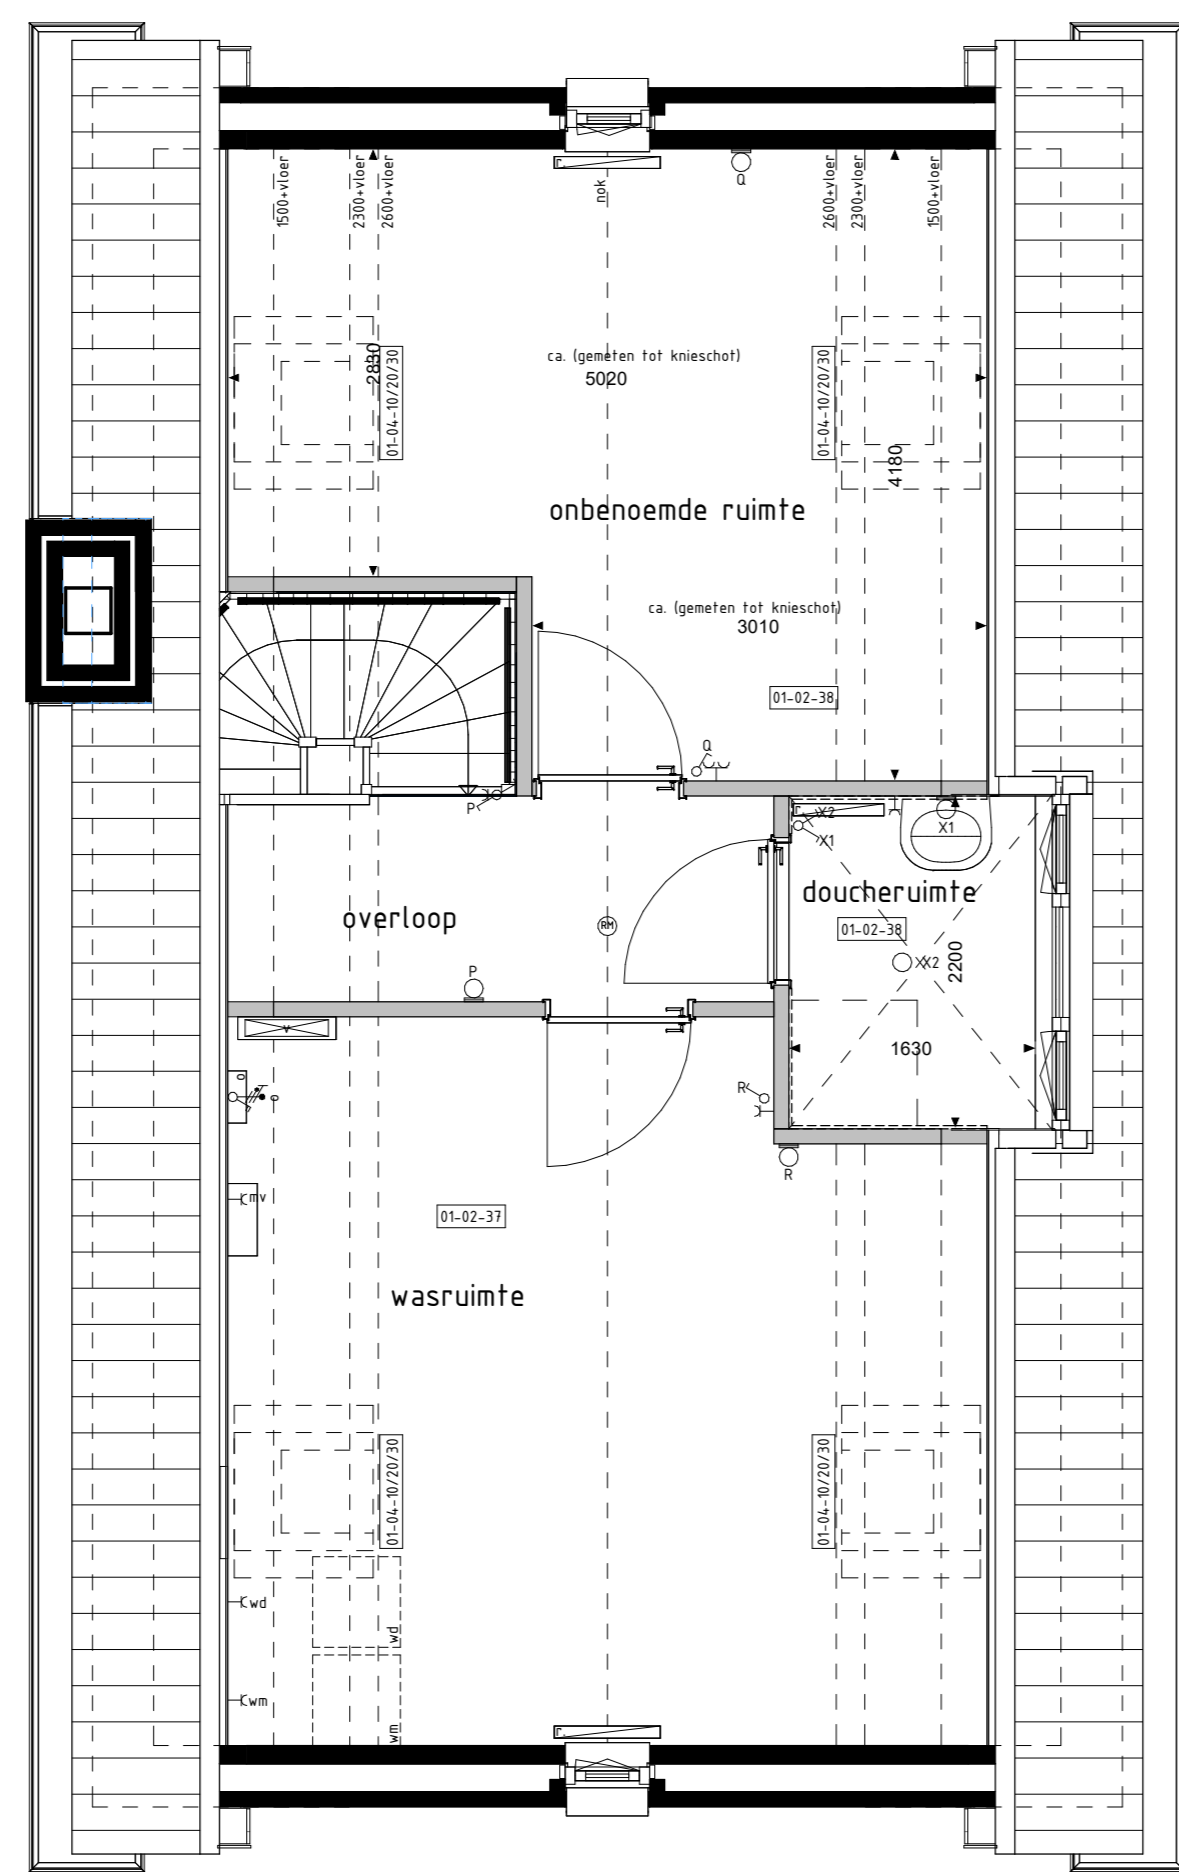 1500+vloer
2300+vloer
2600+vloer
nok
r.
Q
2600+vloer
2300+vloer
1500+vloer
ca. (gemeten tot knieschot)
5020
2830
01-04-10/20/30
01-04-10/20/30
4180
onbenoemde ruimte
ca. (gemeten tot knieschot)
3010
01-02-38
Q
P
r.
X2
X1
X1
doucheruimte
overloop
RM
01-02-38
XX2
2200
P
v
1630
o
o
R
mv
R
01-02-37
wasruimte
01-04-10/20/30
01-04-10/20/30
wd
wd
wm
wm
r.